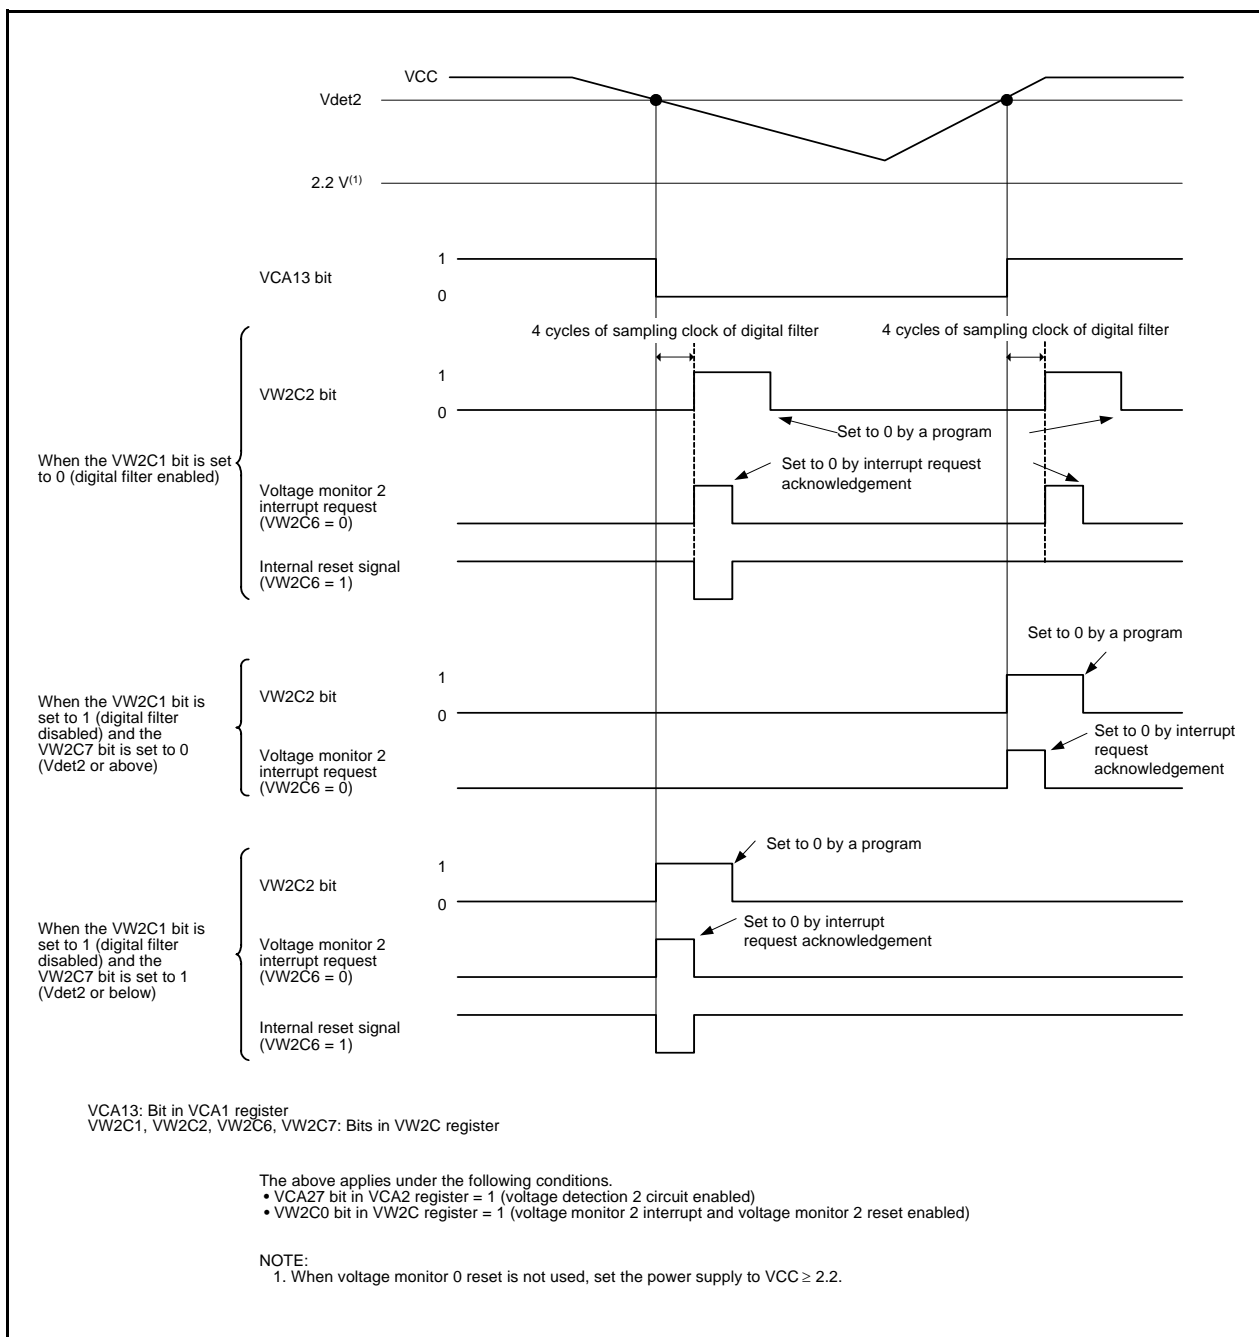 VCC
Vdet2
2.2 V(1)
VCA13 bit
1
0
4 cycles of sampling clock of digital filter
4 cycles of sampling clock of digital filter
When the VW2C1 bit is set
to 0 (digital filter enabled)
VW2C2 bit
1
0
Set to 0 by a program
Set to 0 by interrupt request
acknowledgement
Voltage monitor 2
interrupt request
(VW2C6 = 0)
Internal reset signal
(VW2C6 = 1)
When the VW2C1 bit is
set to 1 (digital filter
disabled) and the
VW2C7 bit is set to 0
(Vdet2 or above)
Set to 0 by a program
VW2C2 bit
1
0
Set to 0 by interrupt
request
acknowledgement
Voltage monitor 2
interrupt request
(VW2C6 = 0)
When the VW2C1 bit is
set to 1 (digital filter
disabled) and the
VW2C7 bit is set to 1
(Vdet2 or below)
Set to 0 by a program
VW2C2 bit
1
0
Set to 0 by interrupt
request acknowledgement
Voltage monitor 2
interrupt request
(VW2C6 = 0)
Internal reset signal
(VW2C6 = 1)
VCA13: Bit in VCA1 register
VW2C1, VW2C2, VW2C6, VW2C7: Bits in VW2C register
The above applies under the following conditions.
• VCA27 bit in VCA2 register = 1 (voltage detection 2 circuit enabled)
• VW2C0 bit in VW2C register = 1 (voltage monitor 2 interrupt and voltage monitor 2 reset enabled)
NOTE:
1. When voltage monitor 0 reset is not used, set the power supply to VCC ≥ 2.2.